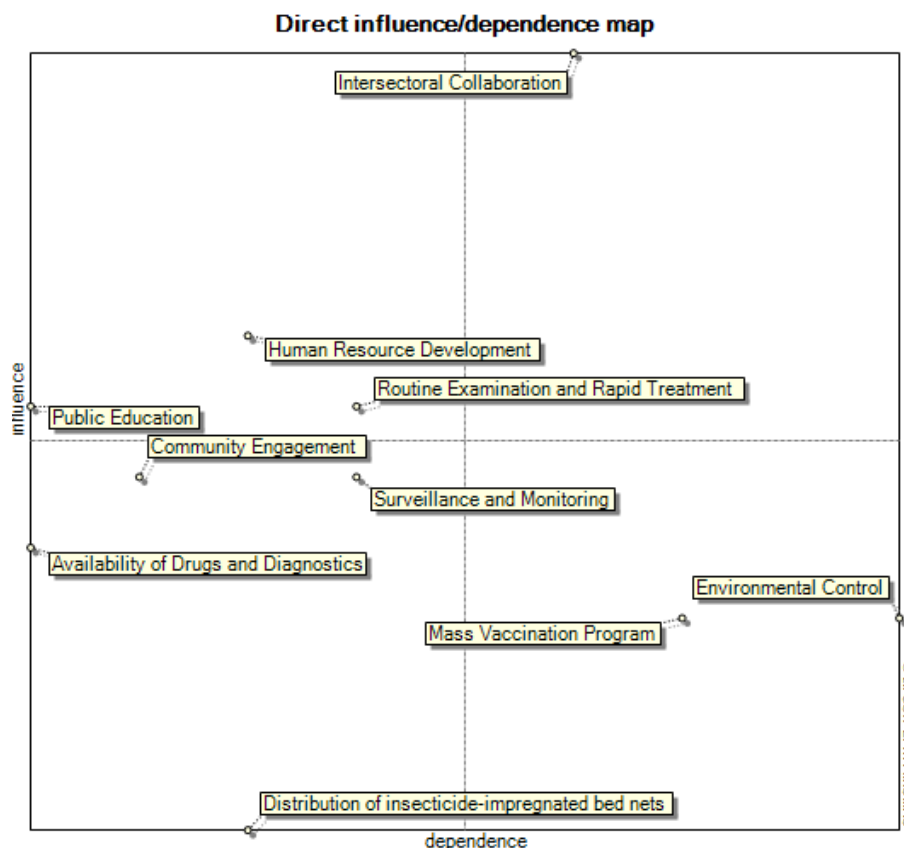 Direct influence/dependence map
Intersectoral Collaboration
Human Resource Development
Routine Examination and Rapid Treatment
Public Education
influence
Community Engagement
Surveillance and Monitoring
Availability of Drugs and Diagnostics
Environmental Control
Mass Vaccination Program
Distribution of insecticide-impregnated bed nets
dependence